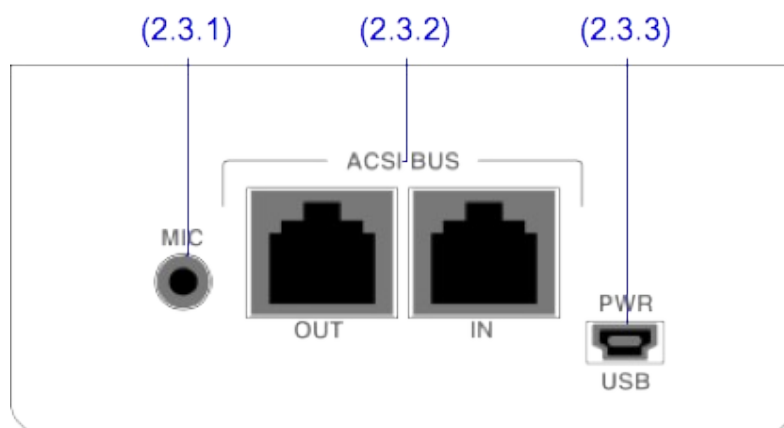 (2.3.1) (2.3.2) (2.3.3)
ACSI-BUS
MIC
PWR
OUT IN
USB